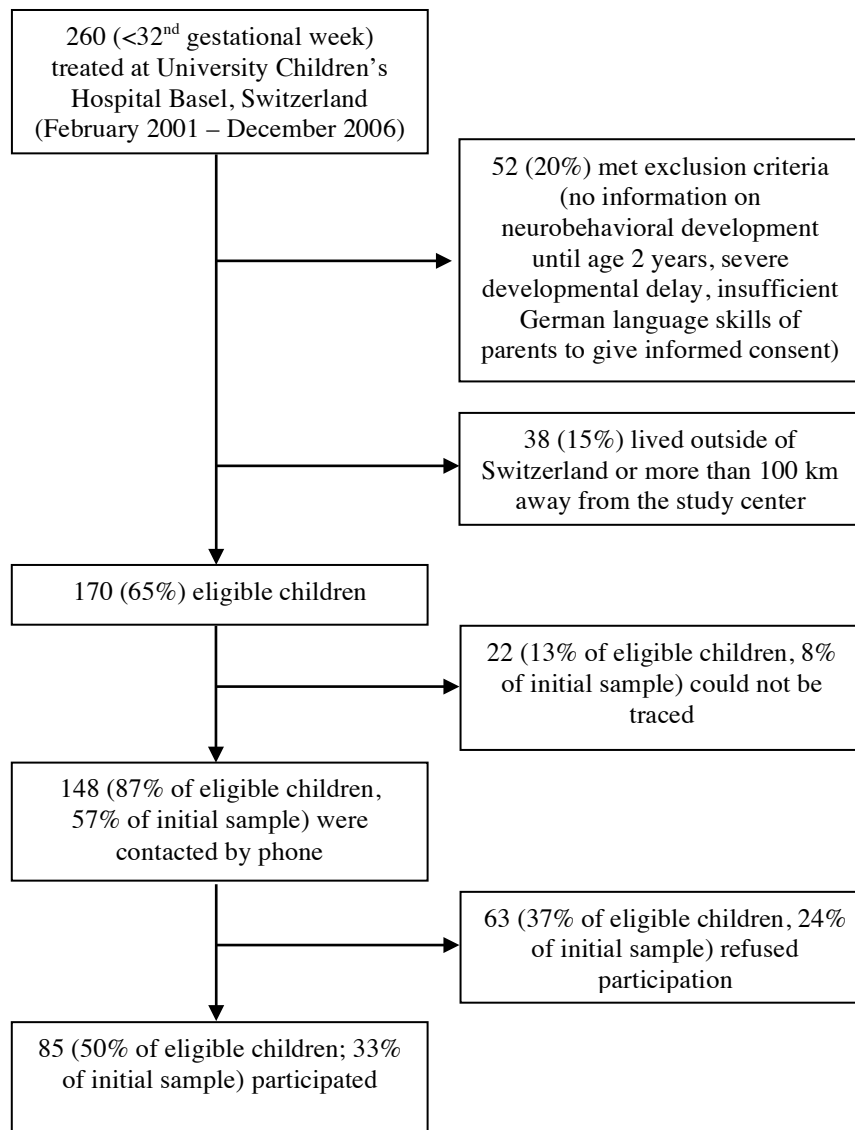 260 (<32nd gestational week)
treated at University Children's
Hospital Basel, Switzerland
(February 2001 – December 2006)
52 (20%) met exclusion criteria
(no information on
neurobehavioral development
until age 2 years, severe
developmental delay, insufficient
German language skills of
parents to give informed consent)
38 (15%) lived outside of
Switzerland or more than 100 km
away from the study center
170 (65%) eligible children
22 (13% of eligible children, 8%
of initial sample) could not be
traced
148 (87% of eligible children,
57% of initial sample) were
contacted by phone
63 (37% of eligible children, 24%
of initial sample) refused
participation
85 (50% of eligible children; 33%
of initial sample) participated